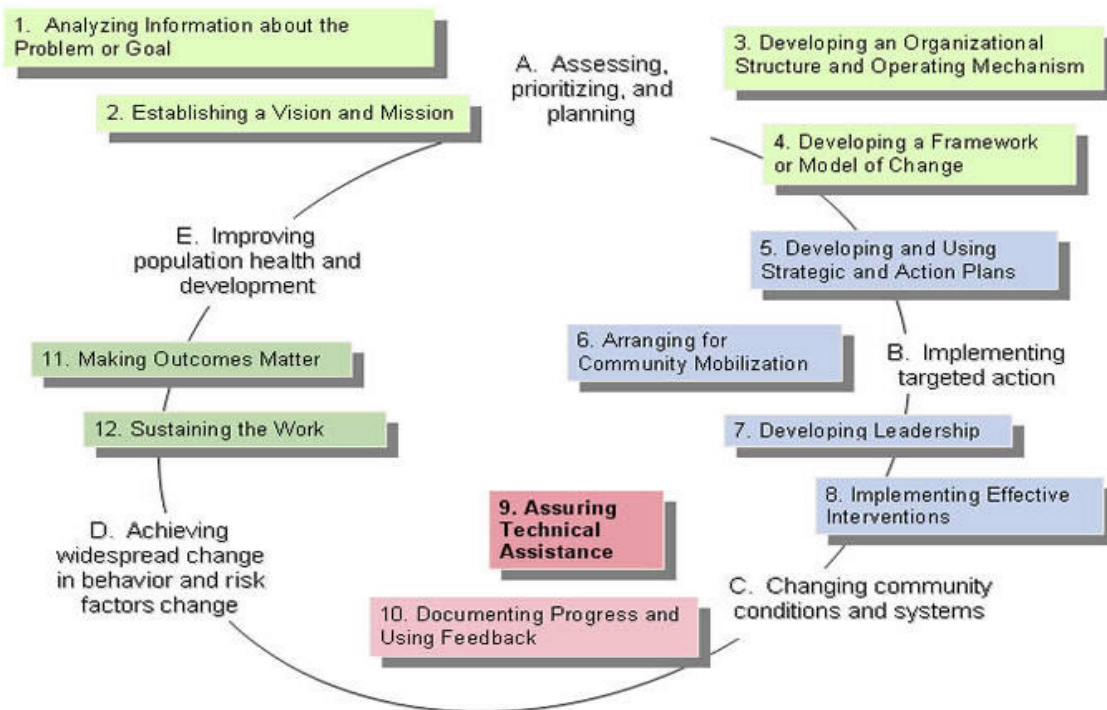 1. Analyzing Information about the
Problem or Goal
2. Establishing a Vision and Mission
A. Assessing,
prioritizing, and
planning
3. Developing an Organizational
Structure and Operating Mechanism
4. Developing a Framework
or Model of Change
5. Developing and Using
Strategic and Action Plans
6. Arranging for
Community Mobilization
B. Implementing
targeted action
7. Developing Leadership
8. Implementing Effective
Interventions
C. Changing community
conditions and systems
9. Assuring
Technical
Assistance
10. Documenting Progress and
Using Feedback
D. Achieving
widespread change
in behavior and risk
factors change
12. Sustaining the Work
11. Making Outcomes Matter
E. Improving
population health and
development